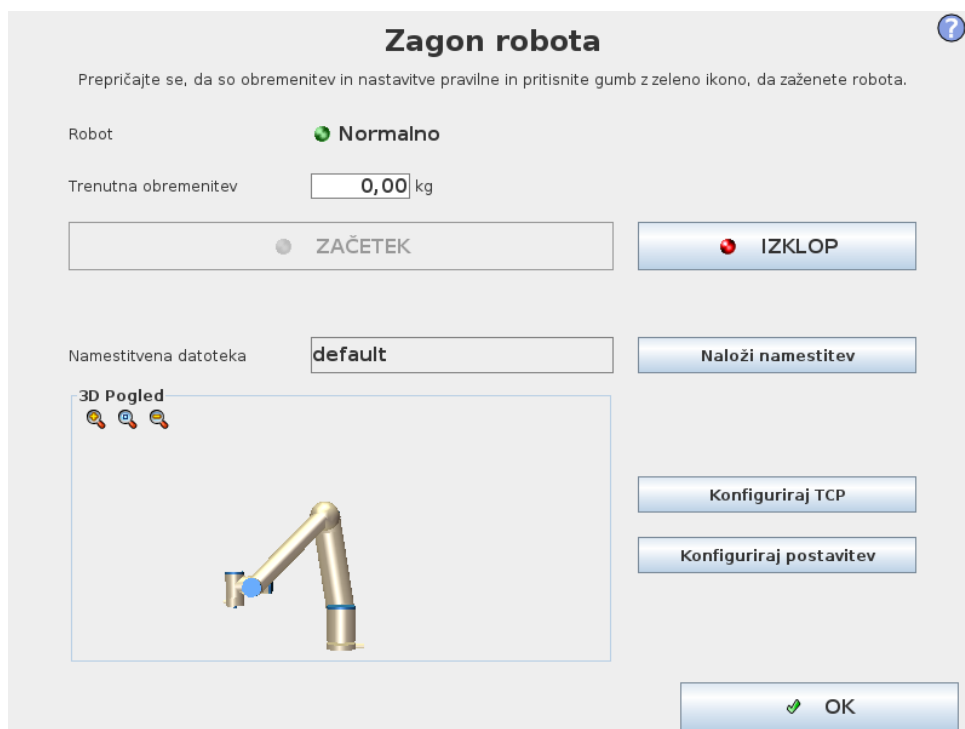 Zagon robota
?
Prepričajte se, da so obremenitev in nastavitve pravilne in pritisnite gumb z zeleno ikono, da zaženete robota.
Robot Normalno
Trenutna obremenitev 0,00 kg
ZAČETEK IZKLOP
Namestitvena datoteka default Naloži namestitev
3D Pogled
Konfiguriraj TCP
Konfiguriraj postavitev
OK